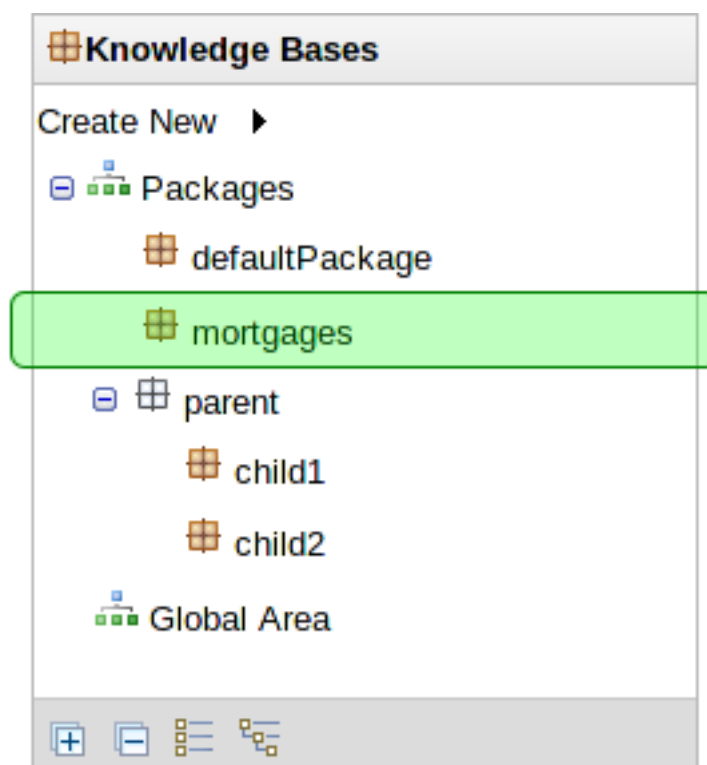 Knowledge Bases
Create New
Packages
defaultPackage
mortgages
parent
child1
child2
Global Area